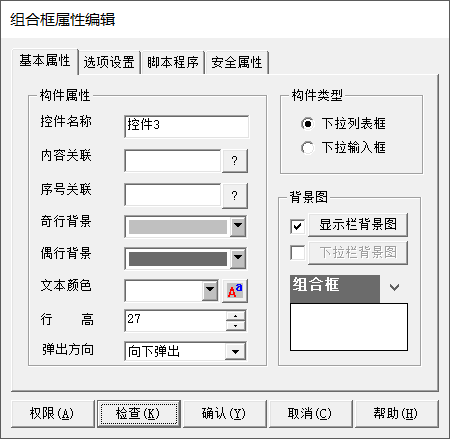 组合框属性编辑
基本属性 选项设置 脚本程序 安全属性
构件属性
控件名称 控件3
内容关联 ?
序号关联 ?
奇行背景
偶行背景
文本颜色 Aa
行 高 27
弹出方向 向下弹出
构件类型
下拉列表框
下拉输入框
背景图
显示栏背景图
下拉栏背景图
组合框
权限(A) 检查(K) 确认(Y) 取消(C) 帮助(H)